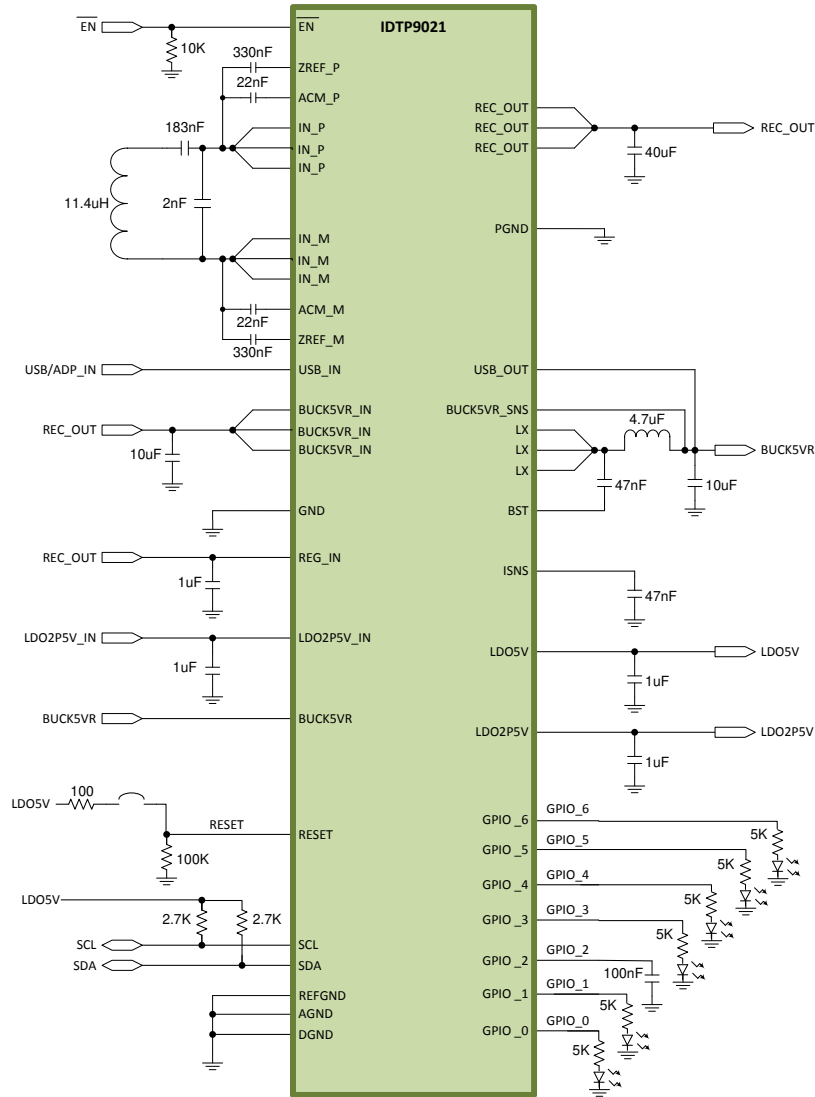 IDTP9021
EN
EN
10K
330nF
ZREF_P
22nF
ACM_P
183nF
IN_P
IN_P
IN_P
11.4uH
2nF
IN_M
IN_M
IN_M
ACM_M
22nF
ZREF_M
330nF
USB/ADP_IN
USB_IN
BUCK5VR_IN
REC_OUT
BUCK5VR_IN
BUCK5VR_IN
10uF
GND
REC_OUT
REG_IN
1uF
LDO2P5V_IN
LDO2P5V_IN
1uF
BUCK5VR
BUCK5VR
100
LDO5V
RESET
RESET
100K
LDO5V
2.7K
2.7K
SCL
SCL
SDA
SDA
REFGND
AGND
DGND
REC_OUT
REC_OUT
REC_OUT
REC_OUT
40uF
PGND
USB_OUT
BUCK5VR_SNS
4.7uF
LX
LX
BUCK5VR
LX
47nF
10uF
BST
ISNS
47nF
LDO5V
LDO5V
1uF
LDO2P5V
LDO2P5V
1uF
GPIO_6
GPIO _6
5K
GPIO_5
GPIO _5
5K
GPIO_4
GPIO _4
5K
GPIO_3
GPIO _3
5K
GPIO_2
GPIO _2
100nF
GPIO_1
GPIO _1
5K
GPIO_0
GPIO _0
5K